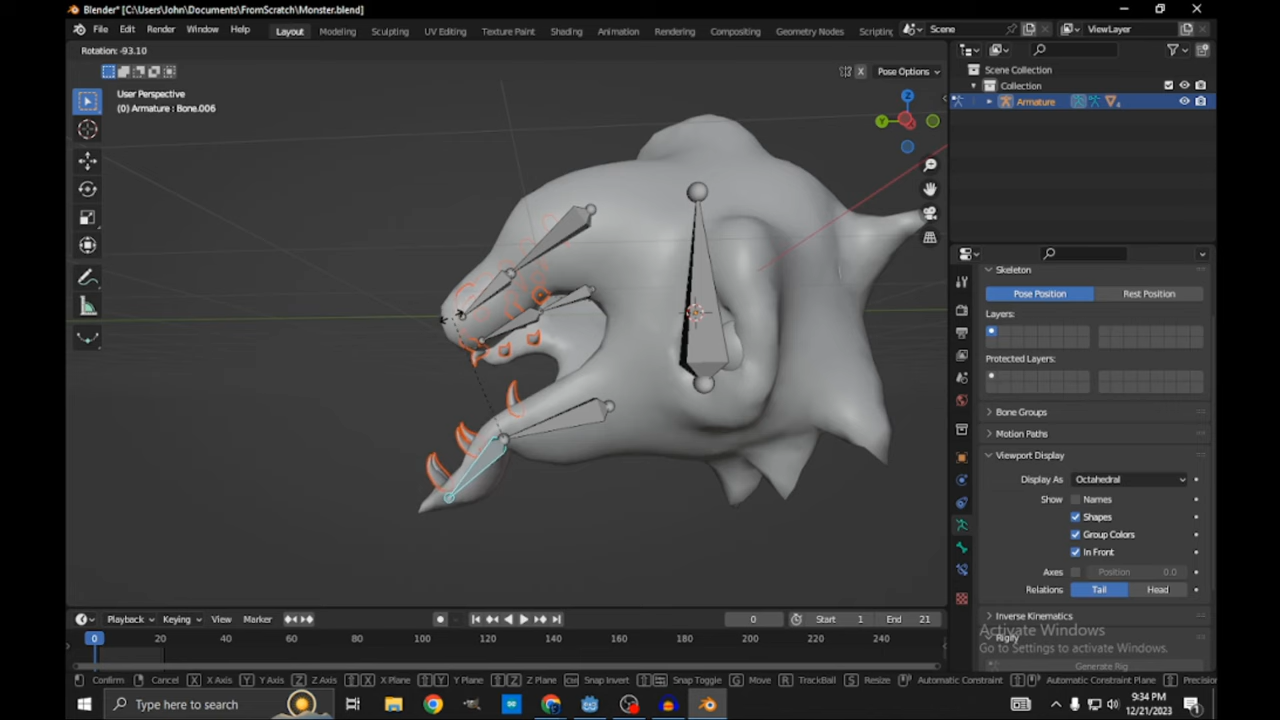 Blender* [C:\Users\John\Documents\FromScratch\Monster.blend]
File Edit Render Window Help Layout Modeling Sculpting UV Editing Texture Paint Shading Animation Rendering Compositing Geometry Nodes Scripting Scene ViewLayer
Rotation: -93.10
X Pose Options
User Perspective
(0) Armature : Bone.006
Z
Y
Scene Collection
Collection
Armature
Skeleton
Pose Position Rest Position
Layers:
Protected Layers:
Bone Groups
Motion Paths
Viewport Display
Display As Octahedral
Show Names
Shapes
Group Colors
In Front
Axes Position 0.0
Relations Tail Head
Inverse Kinematics
Rigify
Generate Rig
Activate Windows
Go to Settings to activate Windows.
Playback Keying View Marker 0 Start 1 End 21
0 20 40 60 80 100 120 140 160 180 200 220 240
Confirm Cancel X X Axis Y Y Axis Z Z Axis X X Plane Y Y Plane Z Z Plane Snap Invert Snap Toggle G Move R TrackBall S Resize Automatic Constraint Automatic Constraint Precision
Type here to search
9:34 PM
12/21/2023
1